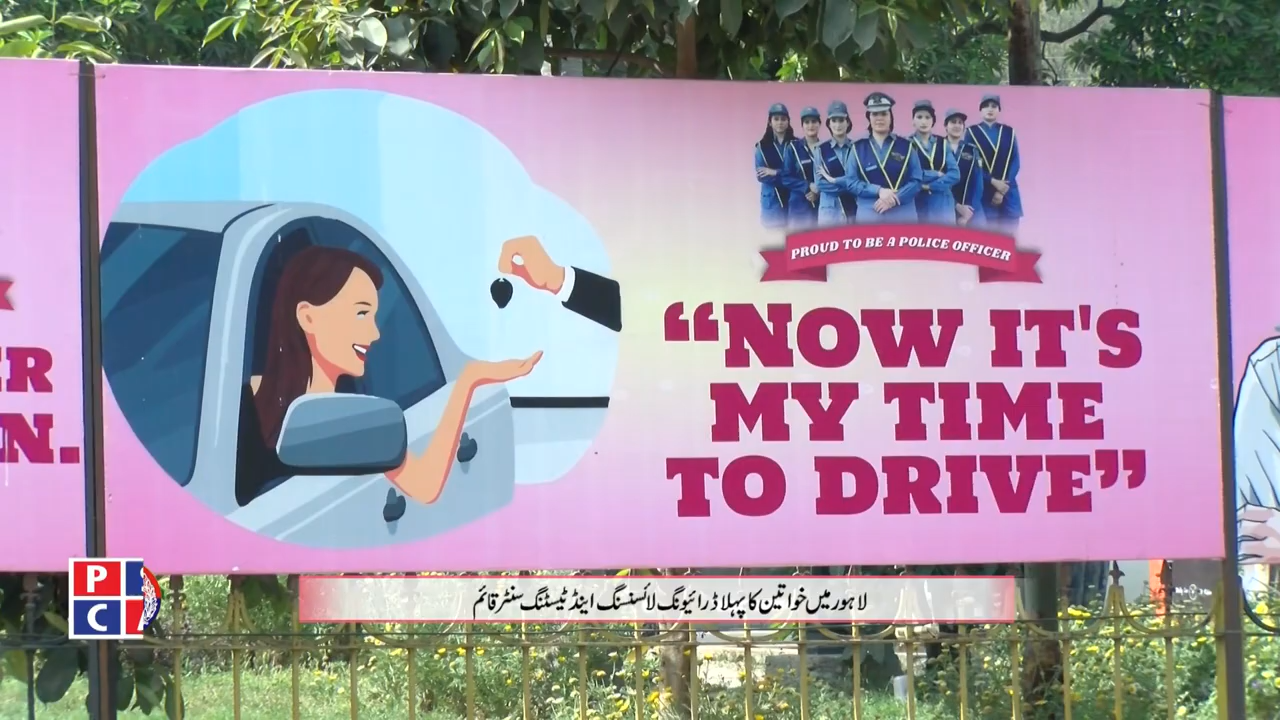 PROUD TO BE A POLICE OFFICER
“NOW IT'S
MY TIME
TO DRIVE”
ER
N.
P
C
لاہور میں خواتین کا پہلا ڈرائیونگ لائسنسنگ اینڈ ٹیسٹنگ سنٹر قائم